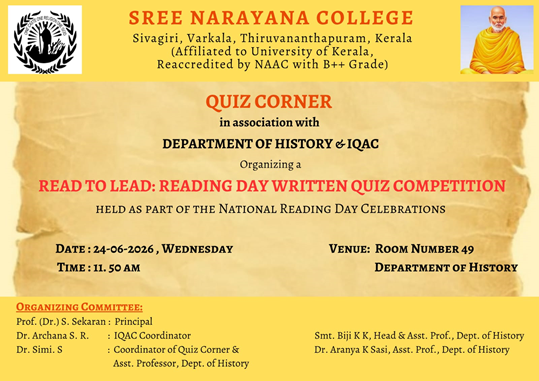 SREE NARAYANA COLLEGE
Sivagiri, Varkala, Thiruvananthapuram, Kerala
(Affiliated to University of Kerala,
Reaccredited by NAAC with B++ Grade)
QUIZ CORNER
in association with
DEPARTMENT OF HISTORY & IQAC
Organizing a
READ TO LEAD: READING DAY WRITTEN QUIZ COMPETITION
HELD AS PART OF THE NATIONAL READING DAY CELEBRATIONS
DATE : 24-06-2026 , WEDNESDAY
VENUE: ROOM NUMBER 49
TIME : 11. 50 AM
DEPARTMENT OF HISTORY
ORGANIZING COMMITTEE:
Prof. (Dr.) S. Sekaran : Principal
Dr. Archana S. R. : IQAC Coordinator
Smt. Biji K K, Head & Asst. Prof., Dept. of History
Dr. Simi. S : Coordinator of Quiz Corner &
Dr. Aranya K Sasi, Asst. Prof., Dept. of History
Asst. Professor, Dept. of History